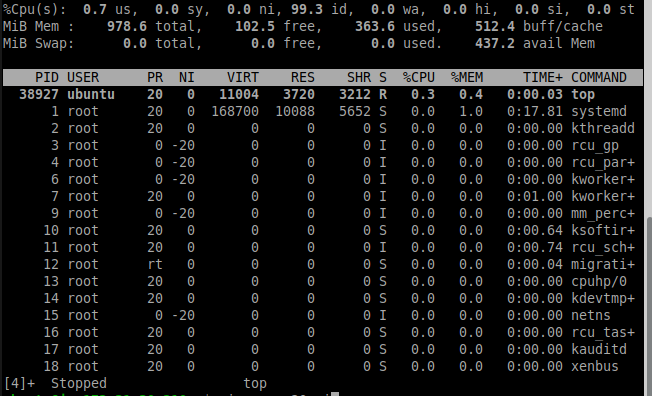 %Cpu(s):  0.7 us,  0.0 sy,  0.0 ni, 99.3 id,  0.0 wa,  0.0 hi,  0.0 si,  0.0 st
MiB Mem :    978.6 total,    102.5 free,    363.6 used,    512.4 buff/cache
MiB Swap:      0.0 total,      0.0 free,      0.0 used.    437.2 avail Mem
PID USER      PR  NI    VIRT    RES    SHR S  %CPU  %MEM     TIME+ COMMAND
38927 ubuntu    20   0   11004   3720   3212 R   0.3   0.4   0:00.03 top
1 root      20   0  168700  10088   5652 S   0.0   1.0   0:17.81 systemd
2 root      20   0       0      0      0 S   0.0   0.0   0:00.00 kthreadd
3 root       0 -20       0      0      0 I   0.0   0.0   0:00.00 rcu_gp
4 root       0 -20       0      0      0 I   0.0   0.0   0:00.00 rcu_par+
6 root       0 -20       0      0      0 I   0.0   0.0   0:00.00 kworker+
7 root      20   0       0      0      0 I   0.0   0.0   0:01.00 kworker+
9 root       0 -20       0      0      0 I   0.0   0.0   0:00.00 mm_perc+
10 root      20   0       0      0      0 S   0.0   0.0   0:00.64 ksoftir+
11 root      20   0       0      0      0 I   0.0   0.0   0:00.74 rcu_sch+
12 root      rt   0       0      0      0 S   0.0   0.0   0:00.04 migrati+
13 root      20   0       0      0      0 S   0.0   0.0   0:00.00 cpuhp/0
14 root      20   0       0      0      0 S   0.0   0.0   0:00.00 kdevtmp+
15 root       0 -20       0      0      0 I   0.0   0.0   0:00.00 netns
16 root      20   0       0      0      0 S   0.0   0.0   0:00.00 rcu_tas+
17 root      20   0       0      0      0 S   0.0   0.0   0:00.00 kauditd
18 root      20   0       0      0      0 S   0.0   0.0   0:00.00 xenbus
[4]+  Stopped                 top